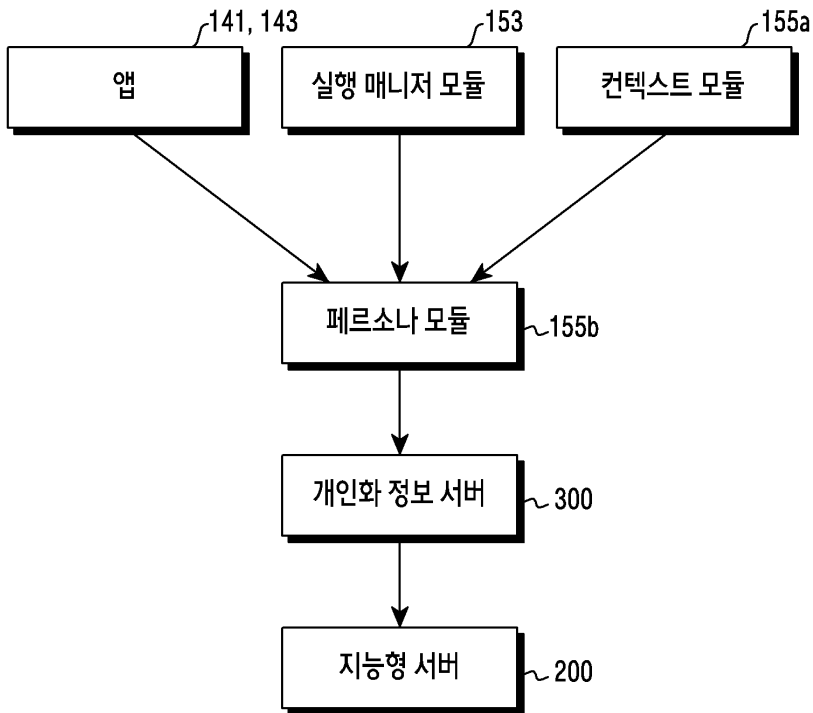 141, 143
153
155a
앱
실행 매니저 모듈
컨텍스트 모듈
페르소나 모듈
155b
개인화 정보 서버
300
지능형 서버
200